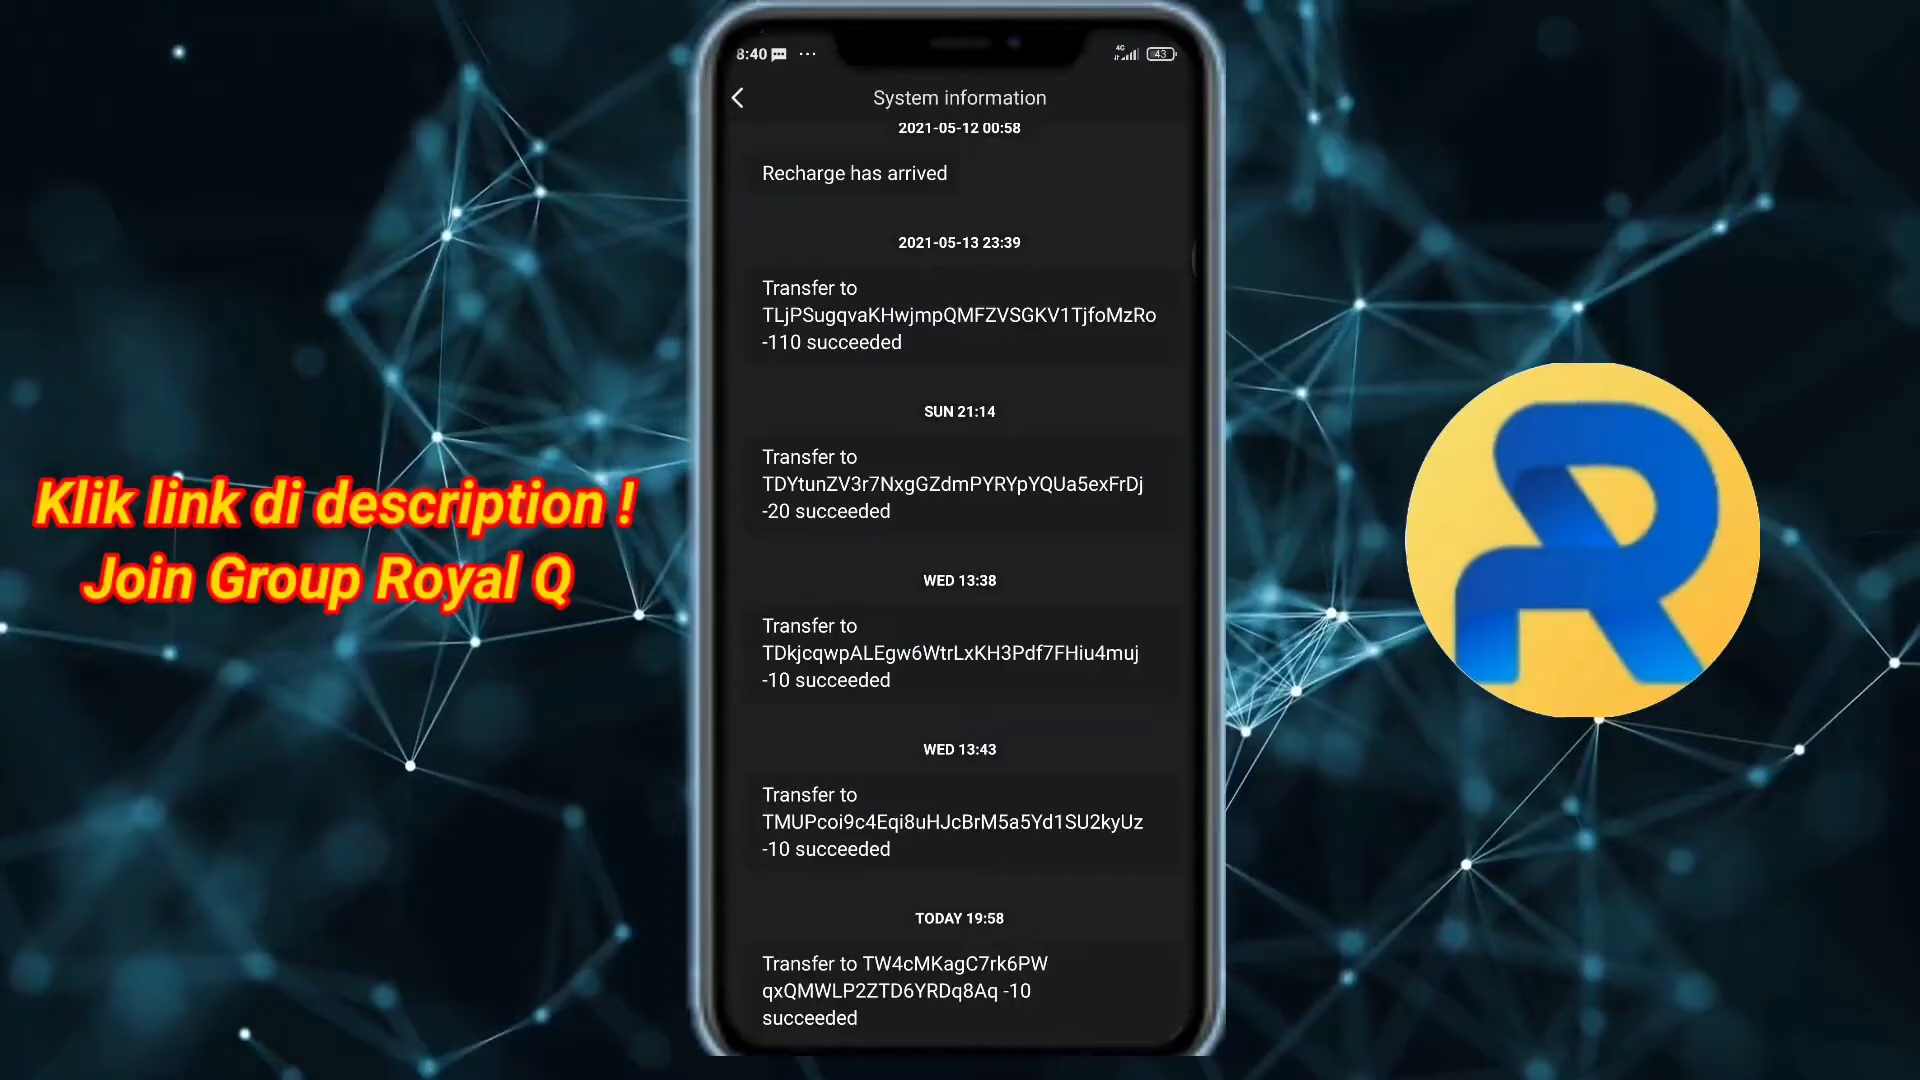 8:40
4G
43
System information
2021-05-12 00:58
Recharge has arrived
2021-05-13 23:39
Transfer to
TLjPSugqvaKHwjmpQMFZVSGKV1TjfoMzRo
-110 succeeded
SUN 21:14
Transfer to
TDYtunZV3r7NxgGZdmPYRYpYQUa5exFrDj
-20 succeeded
WED 13:38
Transfer to
TDkjcqwpALEgw6WtrLxKH3Pdf7FHiu4muj
-10 succeeded
WED 13:43
Transfer to
TMUPcoi9c4Eqi8uHJcBrM5a5Yd1SU2kyUz
-10 succeeded
TODAY 19:58
Transfer to TW4cMKagC7rk6PW
qxQMWLP2ZTD6YRDq8Aq -10
succeeded
Klik link di description !
Join Group Royal Q